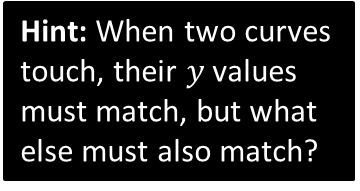 Hint: When two curves
touch, their 𝑦 values
must match, but what
else must also match?